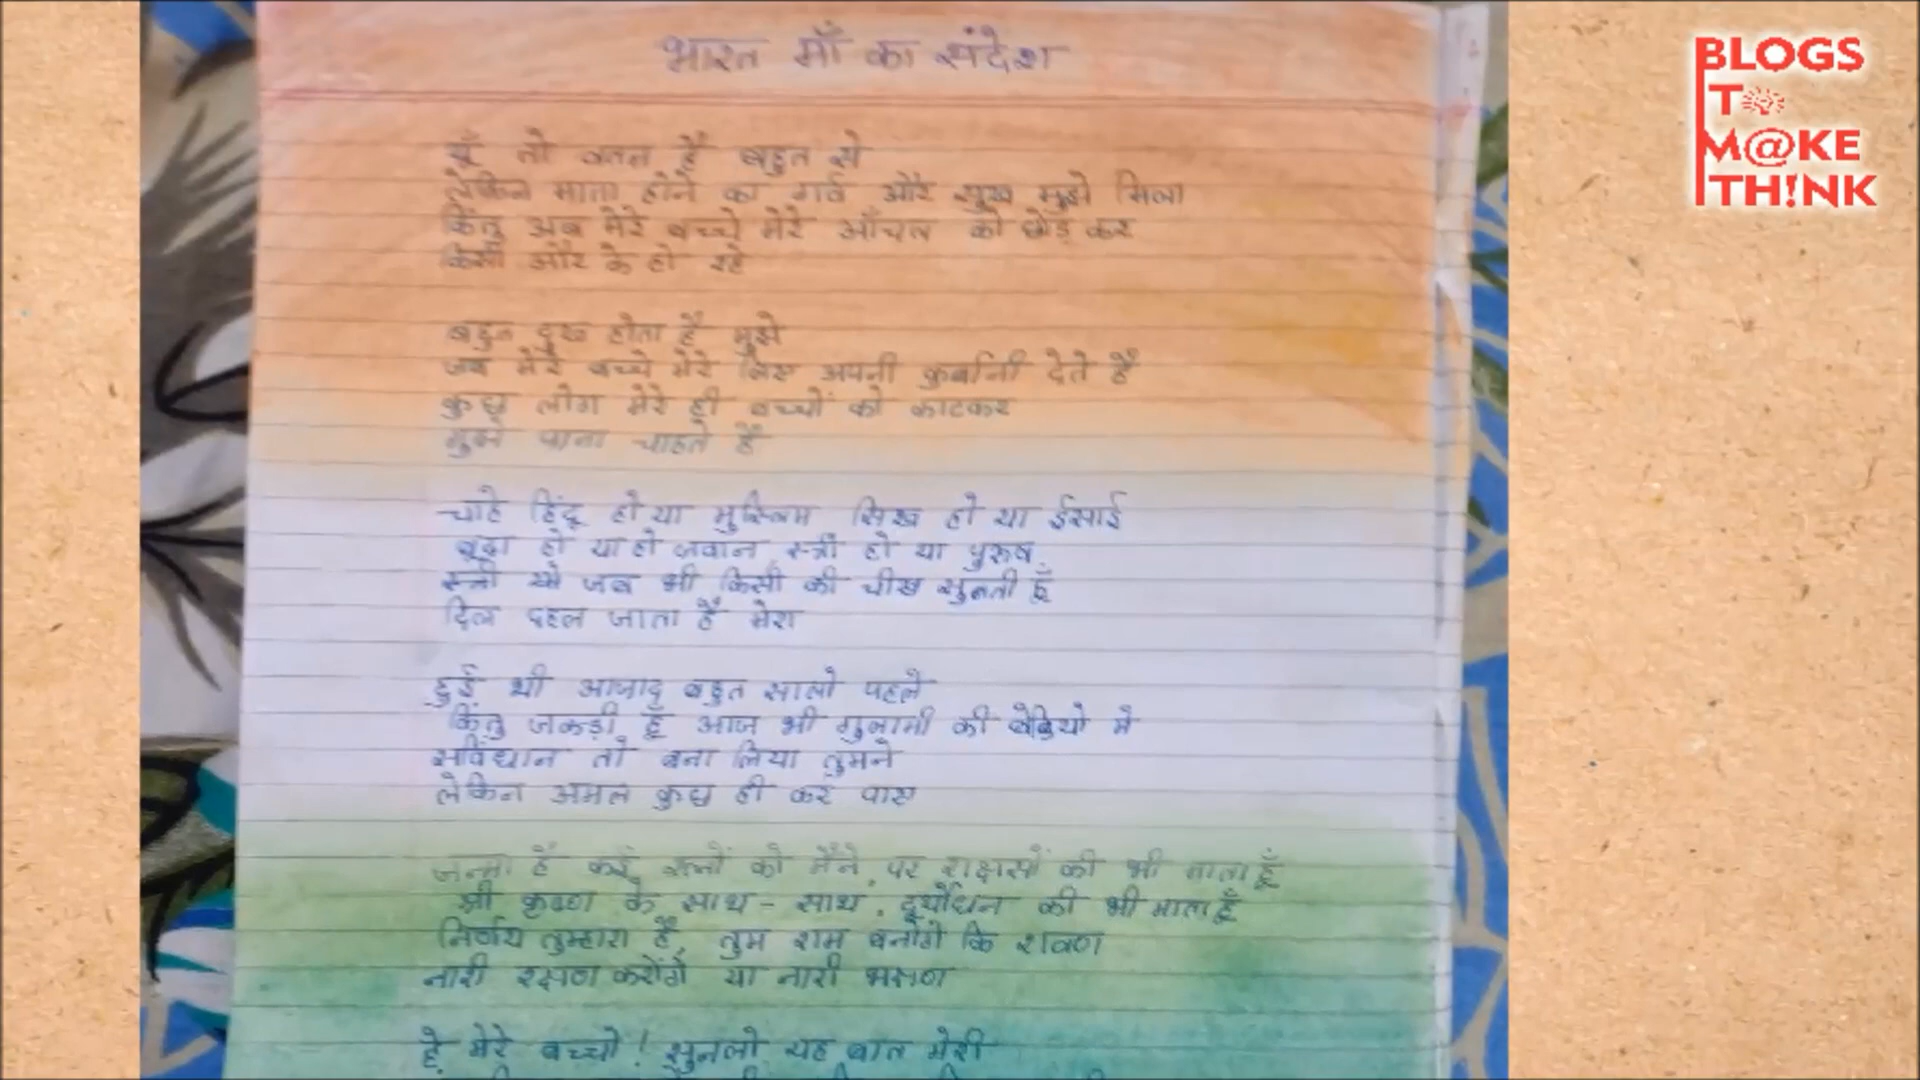 भारत माँ का संदेश
यूँ तो वतन है बहुत से
लेकिन माता होने का गर्व और सुख मुझे मिला
किंतु अब मेरे बच्चे मेरे आँचल को छोड़ कर
किसी और के हो रहे
बहुत दुख होता है मुझे
जब मेरे बच्चे मेरे लिए अपनी कुर्बानी देते है
कुछ लोग मेरे ही बच्चों को काटकर
मुझे पाना चाहते हैं
चाहे हिंदू हो या मुस्लिम सिख हो या ईसाई
बूढ़ा हो या हो जवान, स्त्री हो या पुरुष,
जब भी किसी की चीख सुनती हूँ
दिल दहल जाता है मेरा
हुई थी आजाद बहुत सालो पहले
किंतु जकड़ी हूँ आज भी गुलामी की बेड़ियो मे
सविंधान तो बना लिया तुमने
लेकिन अमल कुछ ही कर पाए
जन्मा है कई रत्नों को मैंने, पर राक्षसों की भी माता हूँ
श्री कृष्ण के साथ - साथ, दूर्योधन की भी माता हूँ
निर्णय तुम्हारा है, तुम राम बनोगे कि रावण
नारी रक्षण करोगे या नारी भक्षण
हे मेरे बच्चो! सुनलो यह बात मेरी
BLOGS
TO
M@KE
TH!NK